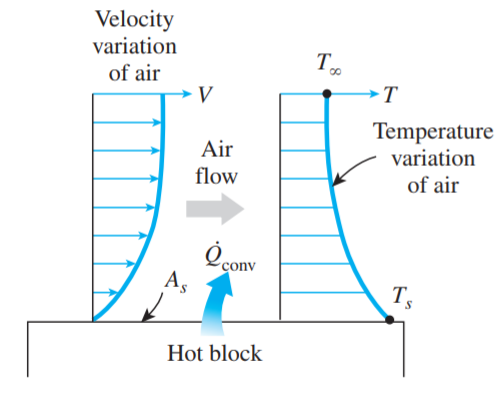 Velocity
variation
of air
V
T∞
T
Air
flow
Temperature
variation
of air
Q̇conv
As
Ts
Hot block